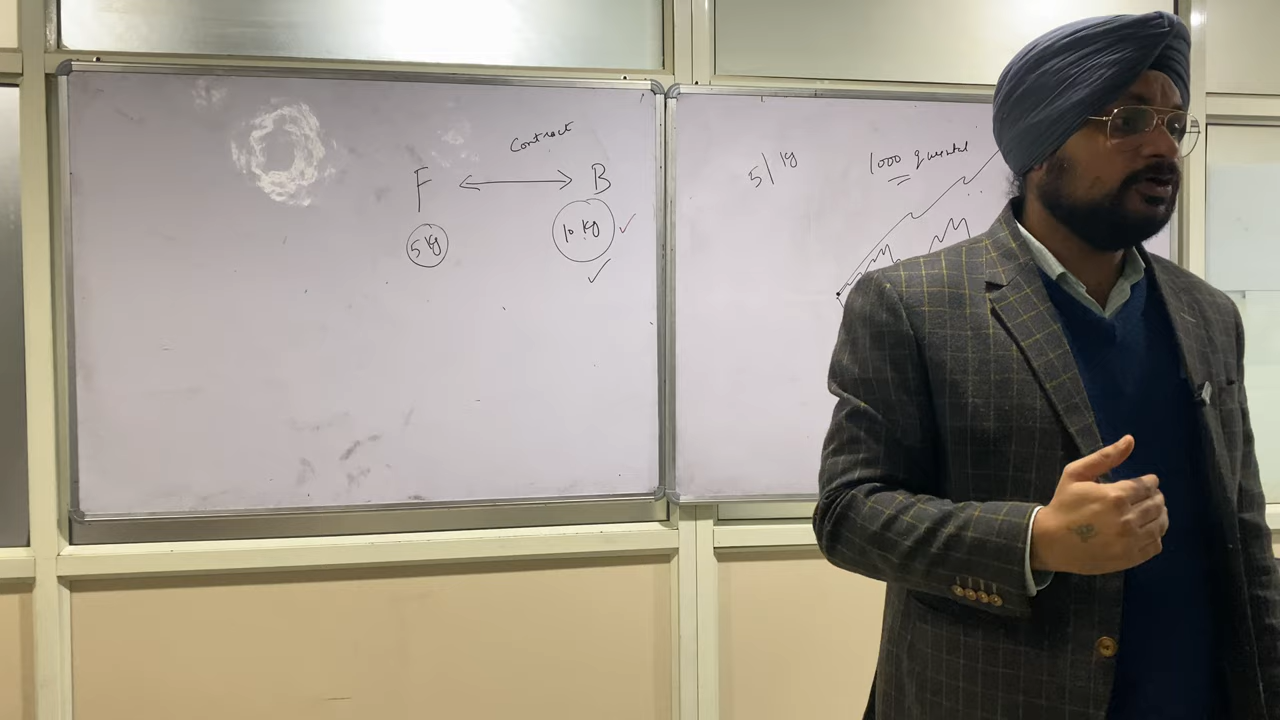 Contract
F ⟷ B
5 kg 10 kg ✓
✓
5/kg
1000 quintal